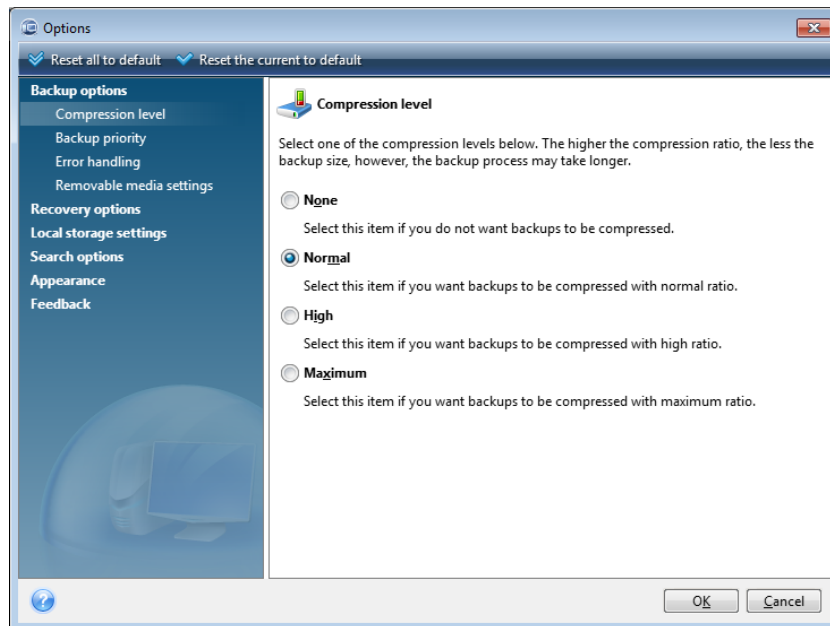 Options
Reset all to default Reset the current to default
Backup options
Compression level
Backup priority
Error handling
Removable media settings
Recovery options
Local storage settings
Search options
Appearance
Feedback
Compression level
Select one of the compression levels below. The higher the compression ratio, the less the
backup size, however, the backup process may take longer.
None
Select this item if you do not want backups to be compressed.
Normal
Select this item if you want backups to be compressed with normal ratio.
High
Select this item if you want backups to be compressed with high ratio.
Maximum
Select this item if you want backups to be compressed with maximum ratio.
OK Cancel